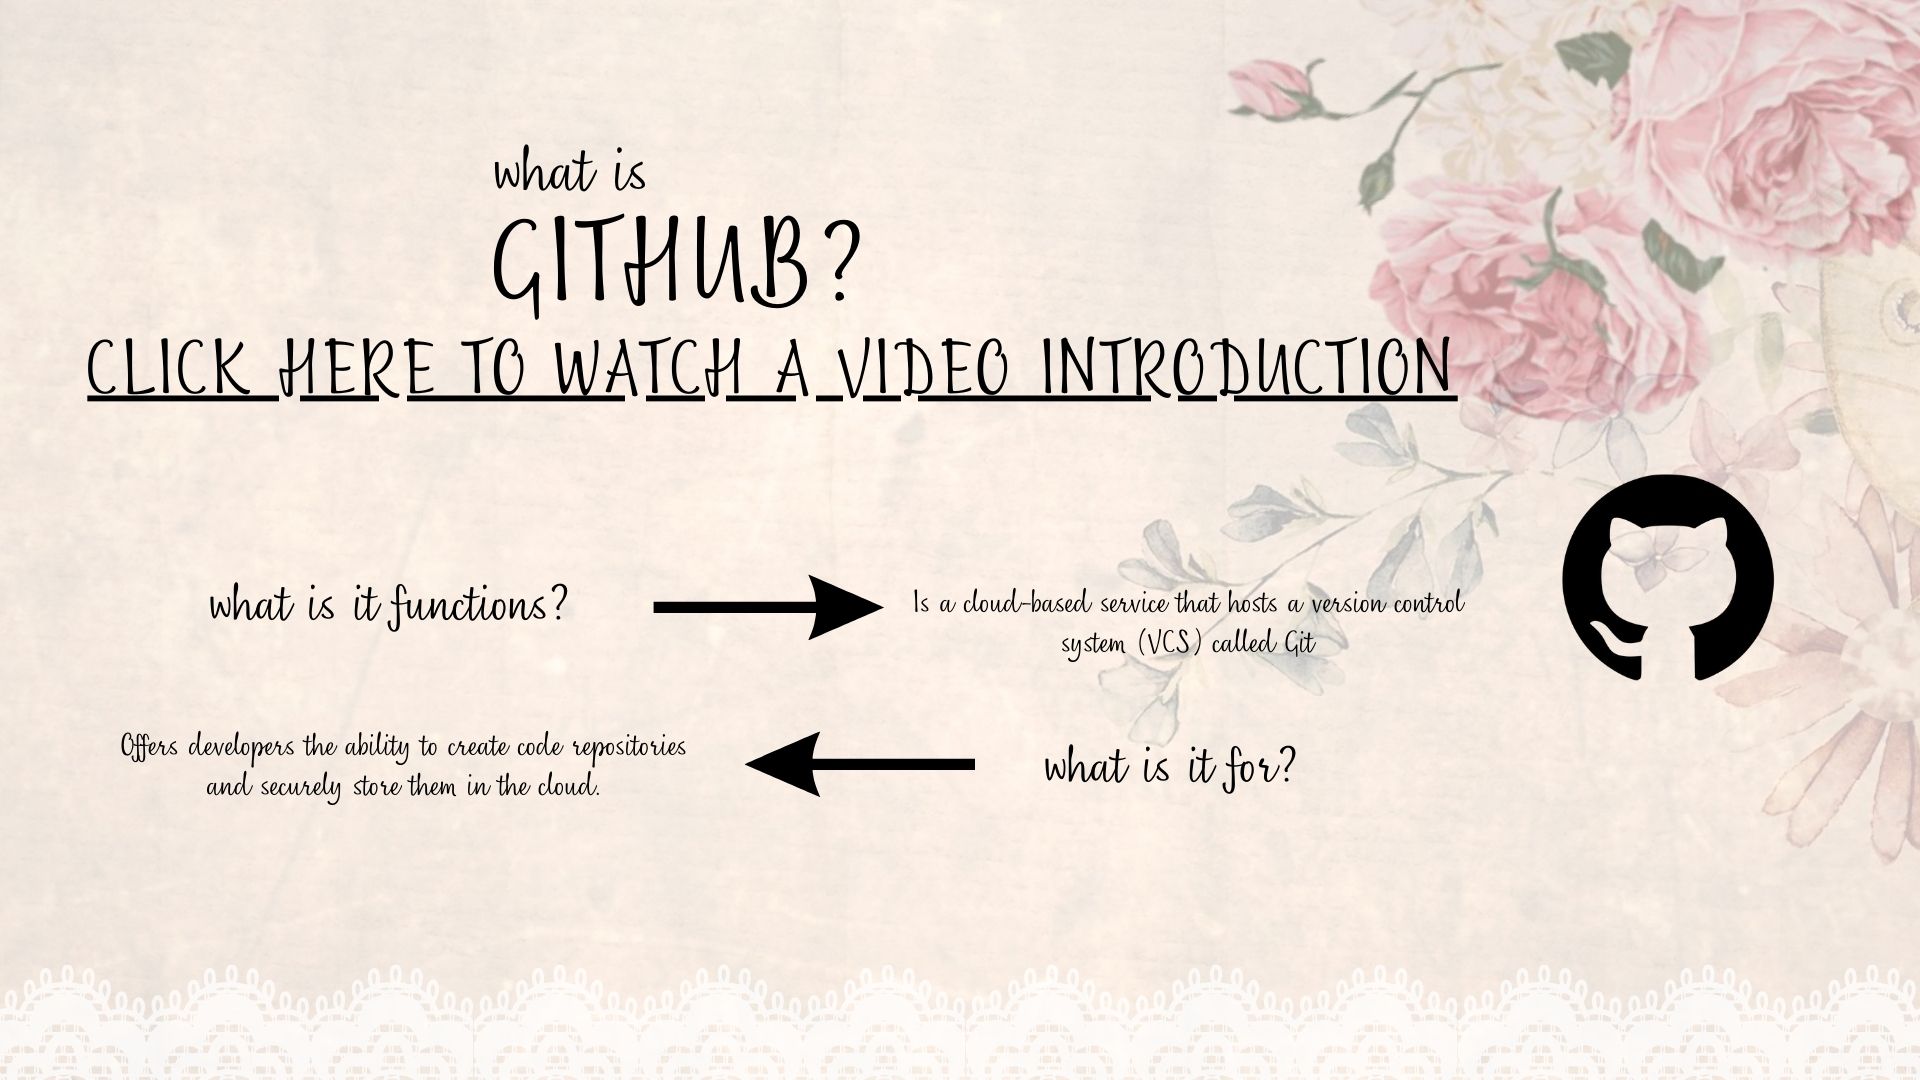 what is
GITHUB?
CLICK HERE TO WATCH A VIDEO INTRODUCTION
what is it functions?
Is a cloud-based service that hosts a version control
system (VCS) called Git
Offers developers the ability to create code repositories
and securely store them in the cloud.
what is it for?